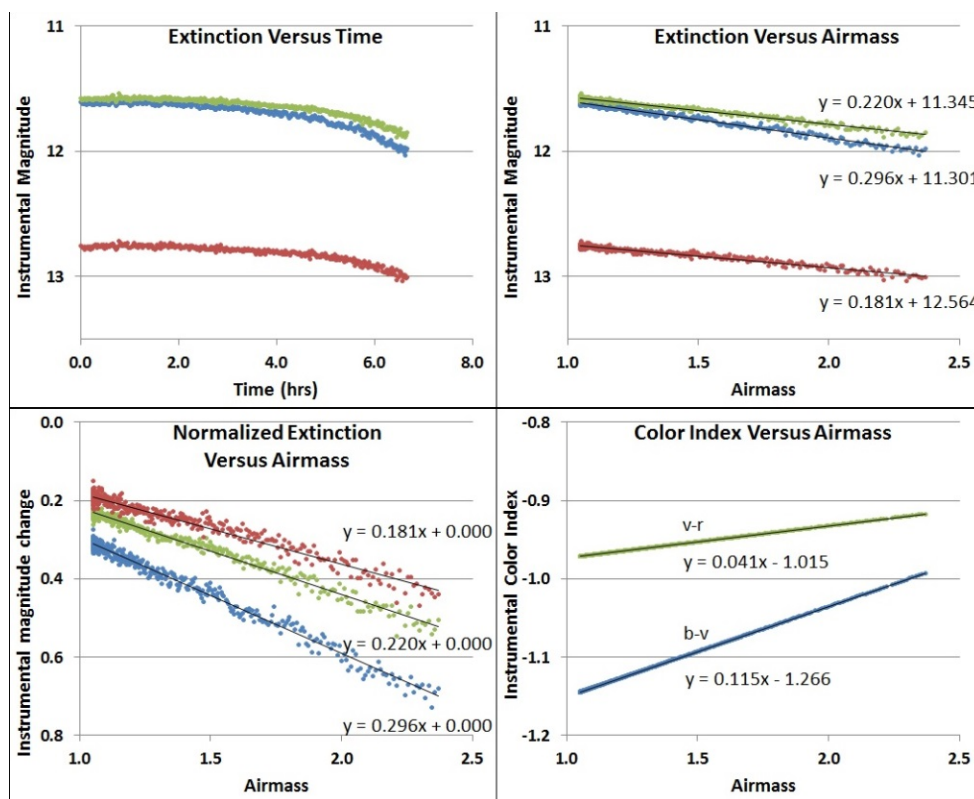 Extinction Versus Time
11
12
13
Instrumental Magnitude
0.0 2.0 4.0 6.0 8.0
Time (hrs)
Extinction Versus Airmass
11
12
13
Instrumental Magnitude
y = 0.220x + 11.345
y = 0.296x + 11.301
y = 0.181x + 12.564
1.0 1.5 2.0 2.5
Airmass
Normalized Extinction
Versus Airmass
0.0
0.2
0.4
0.6
0.8
Instrumental magnitude change
y = 0.181x + 0.000
y = 0.220x + 0.000
y = 0.296x + 0.000
1.0 1.5 2.0 2.5
Airmass
Color Index Versus Airmass
-0.8
-0.9
-1.0
-1.1
-1.2
Instrumental Color Index
v-r
y = 0.041x - 1.015
b-v
y = 0.115x - 1.266
1.0 1.5 2.0 2.5
Airmass